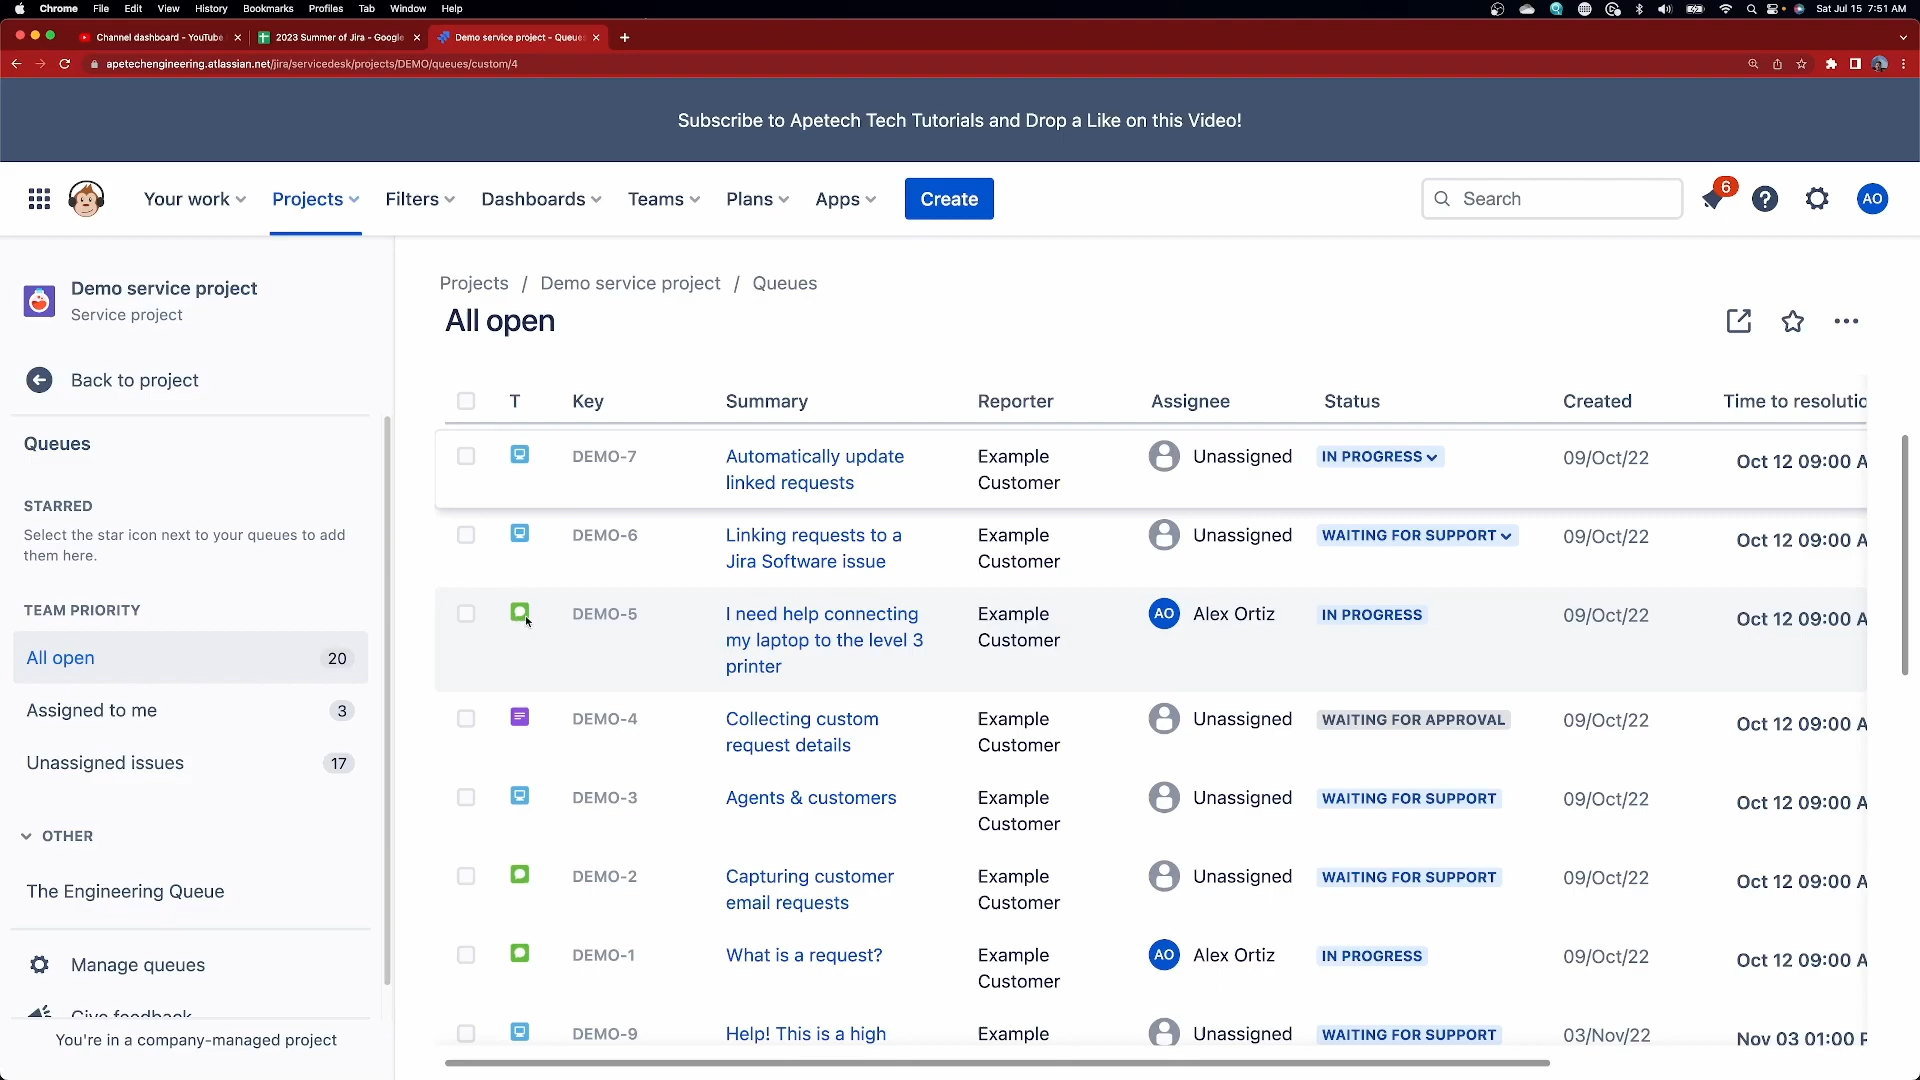 Chrome File Edit View History Bookmarks Profiles Tab Window Help Sat Jul 15 7:51 AM
Channel dashboard - YouTube 2023 Summer of Jira - Google Demo service project - Queue
apetechengineering.atlassian.net/jira/servicedesk/projects/DEMO/queues/custom/4
Subscribe to Apetech Tech Tutorials and Drop a Like on this Video!
Your work Projects Filters Dashboards Teams Plans Apps Create Search 6 AO
Demo service project
Service project
Back to project
Queues
STARRED
Select the star icon next to your queues to add
them here.
TEAM PRIORITY
All open 20
Assigned to me 3
Unassigned issues 17
OTHER
The Engineering Queue
Manage queues
Give feedback
You're in a company-managed project
Projects / Demo service project / Queues
All open
T Key Summary Reporter Assignee Status Created Time to resolutio
DEMO-7 Automatically update Example Unassigned IN PROGRESS 09/Oct/22 Oct 12 09:00 A
linked requests Customer
DEMO-6 Linking requests to a Example Unassigned WAITING FOR SUPPORT 09/Oct/22 Oct 12 09:00 A
Jira Software issue Customer
DEMO-5 I need help connecting Example AO Alex Ortiz IN PROGRESS 09/Oct/22 Oct 12 09:00 A
my laptop to the level 3 Customer
printer
DEMO-4 Collecting custom Example Unassigned WAITING FOR APPROVAL 09/Oct/22 Oct 12 09:00 A
request details Customer
DEMO-3 Agents & customers Example Unassigned WAITING FOR SUPPORT 09/Oct/22 Oct 12 09:00 A
Customer
DEMO-2 Capturing customer Example Unassigned WAITING FOR SUPPORT 09/Oct/22 Oct 12 09:00 A
email requests Customer
DEMO-1 What is a request? Example AO Alex Ortiz IN PROGRESS 09/Oct/22 Oct 12 09:00 A
Customer
DEMO-9 Help! This is a high Example Unassigned WAITING FOR SUPPORT 03/Nov/22 Nov 03 01:00 P